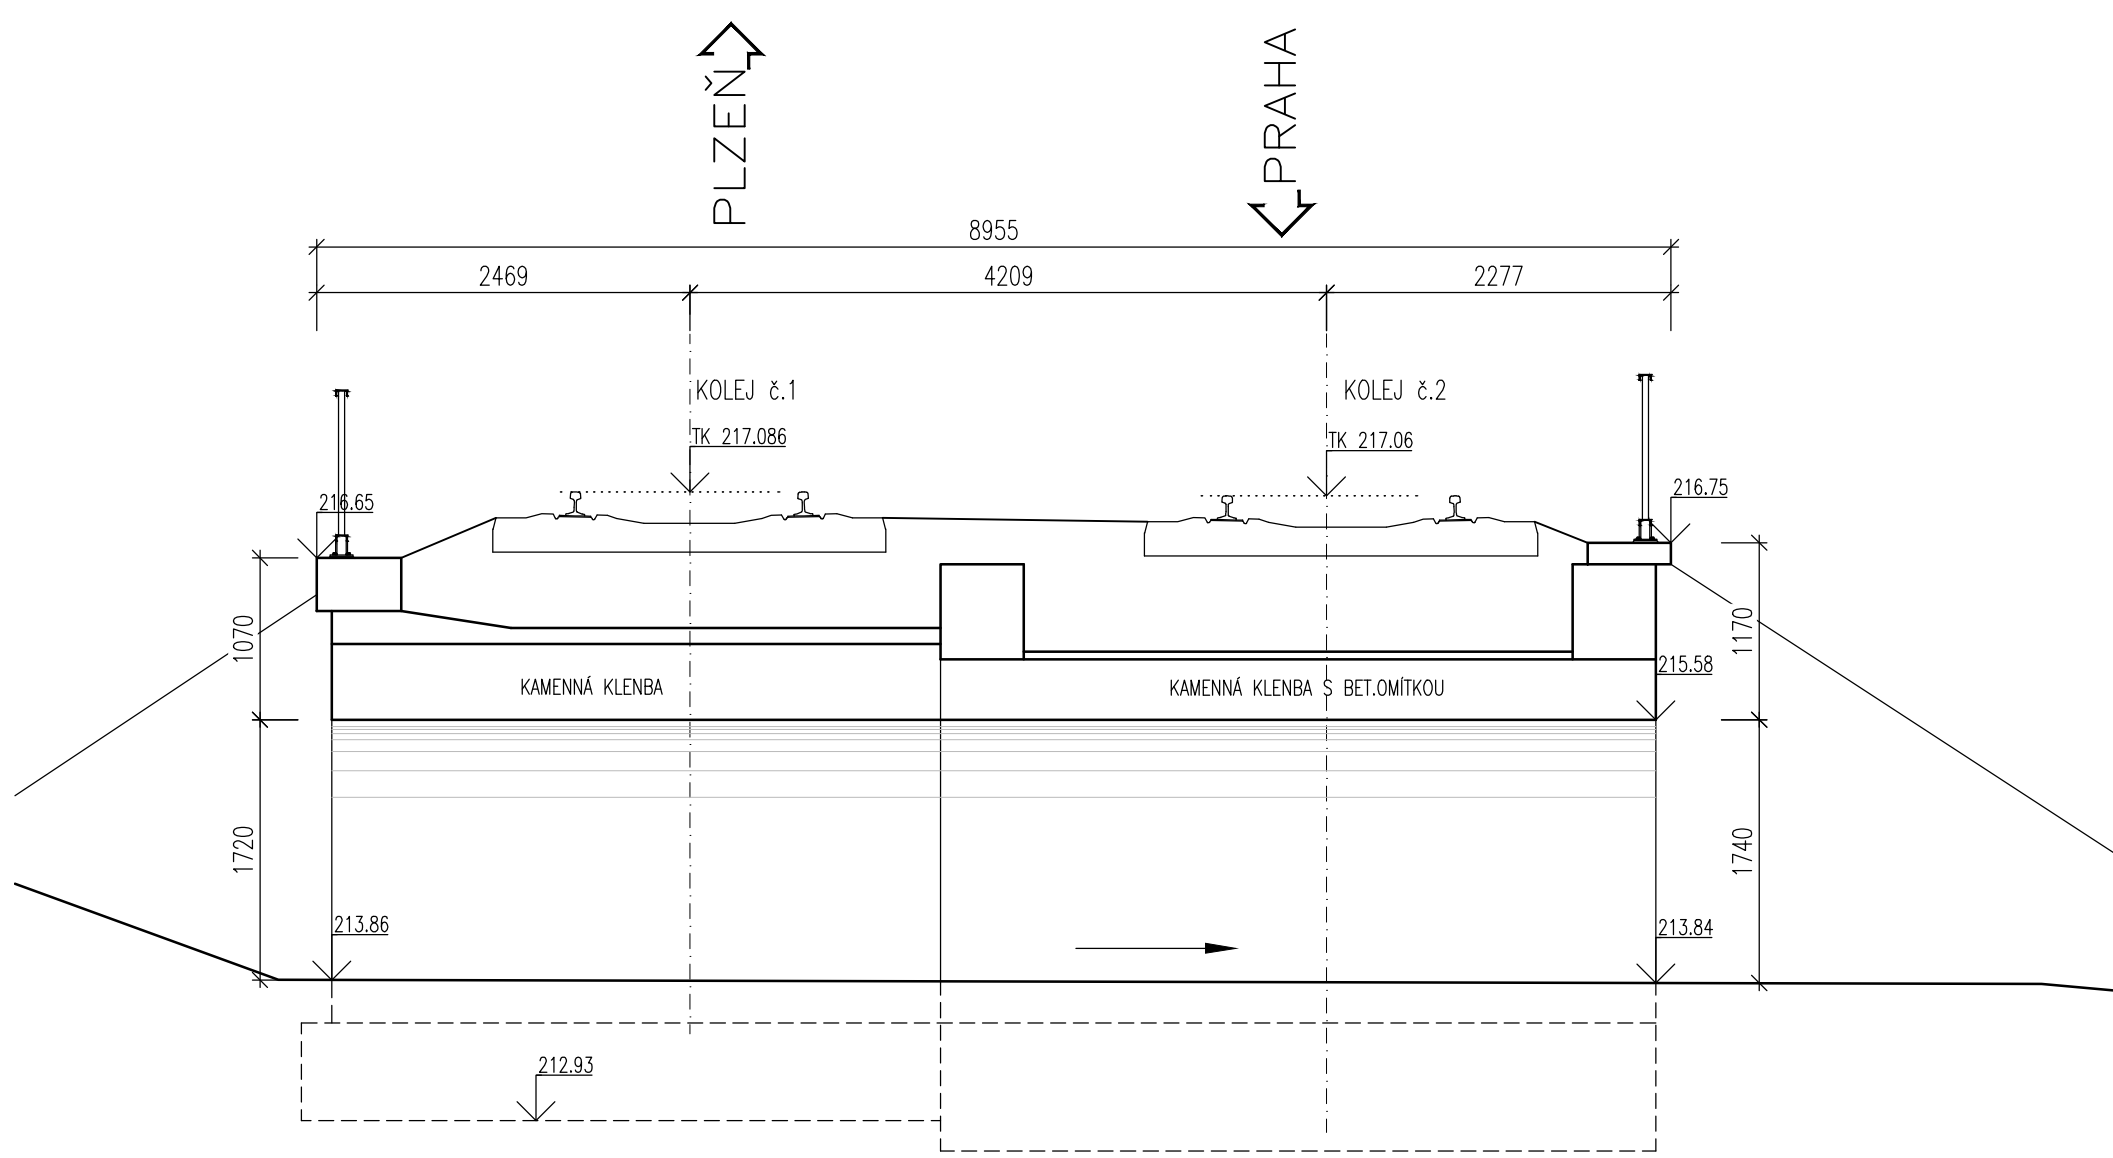 PLZEŇ
PRAHA
8955
2469
4209
2277
KOLEJ č.1
KOLEJ č.2
TK 217.086
TK 217.06
216.65
216.75
1070
1170
215.58
KAMENNÁ KLENBA
KAMENNÁ KLENBA S BET.OMÍTKOU
1720
1740
213.86
213.84
212.93